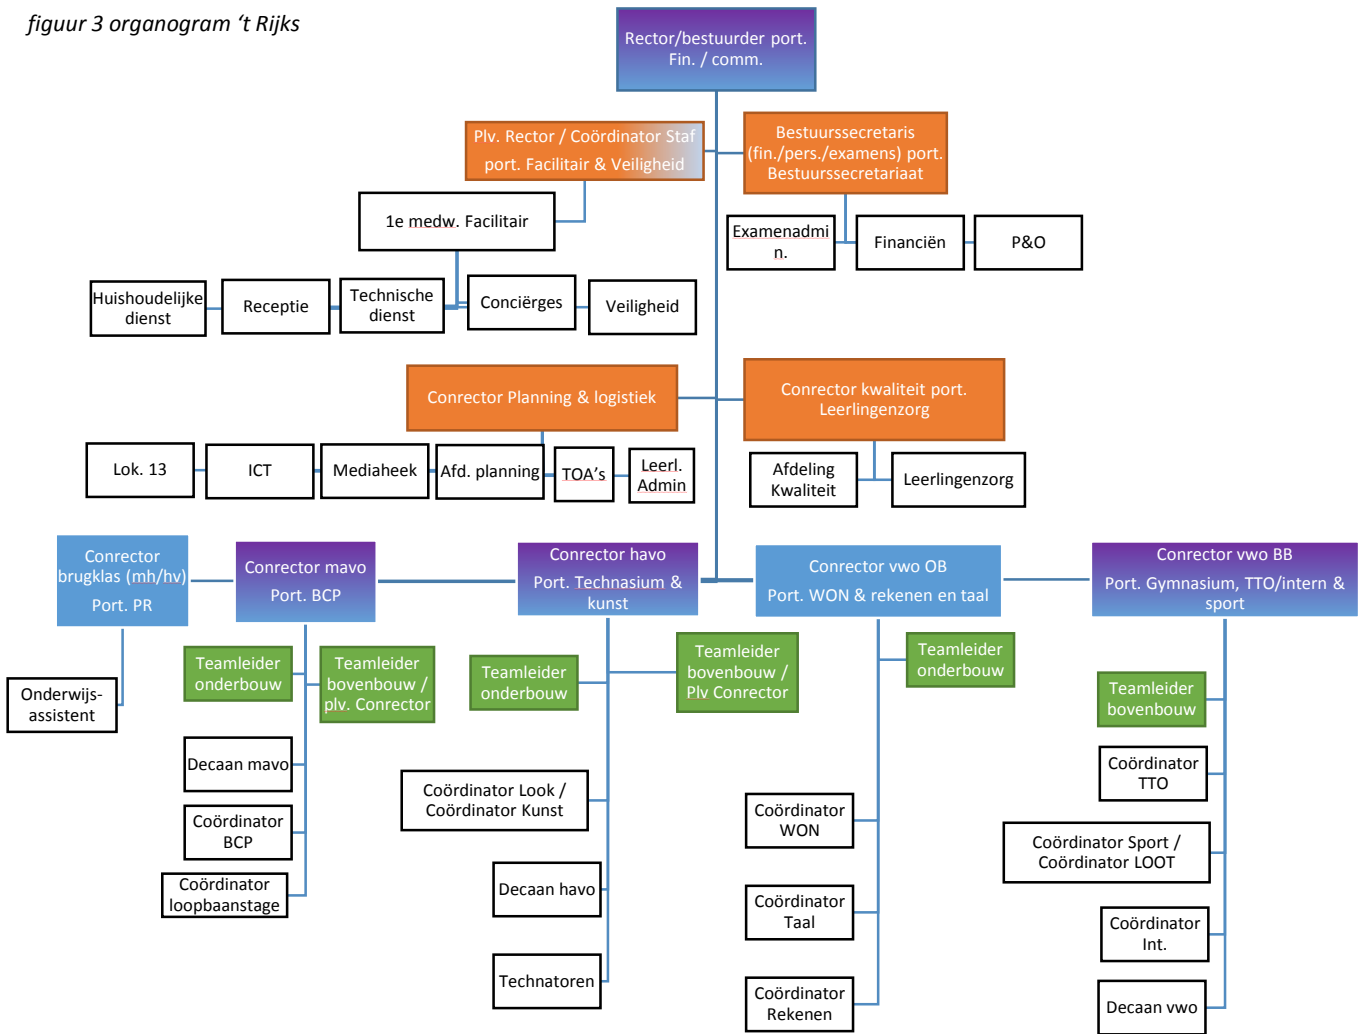 figuur 3 organogram ‘t Rijks
Rector/bestuurder port.
Fin. / comm.
Plv. Rector / Coördinator Staf
port. Facilitair & Veiligheid
Bestuurssecretaris
(fin./pers./examens) port.
Bestuurssecretariaat
1e medw. Facilitair
Examenadmi
n.
Financiën
P&O
Huishoudelijke
dienst
Receptie
Technische
dienst
Conciërges
Veiligheid
Conrector Planning & logistiek
Conrector kwaliteit port.
Leerlingenzorg
Lok. 13
ICT
Mediaheek
Afd. planning
TOA’s
Leerl.
Admin
Afdeling
Kwaliteit
Leerlingenzorg
Conrector
brugklas (mh/hv)
Port. PR
Conrector mavo
Port. BCP
Conrector havo
Port. Technasium &
kunst
Conrector vwo OB
Port. WON & rekenen en taal
Conrector vwo BB
Port. Gymnasium, TTO/intern &
sport
Onderwijs-
assistent
Teamleider
onderbouw
Teamleider
bovenbouw /
plv. Conrector
Decaan mavo
Coördinator
BCP
Coördinator
loopbaanstage
Teamleider
onderbouw
Teamleider
bovenbouw /
Plv Conrector
Coördinator Look /
Coördinator Kunst
Decaan havo
Technatoren
Teamleider
onderbouw
Coördinator
WON
Coördinator
Taal
Coördinator
Rekenen
Teamleider
bovenbouw
Coördinator
TTO
Coördinator Sport /
Coördinator LOOT
Coördinator
Int.
Decaan vwo